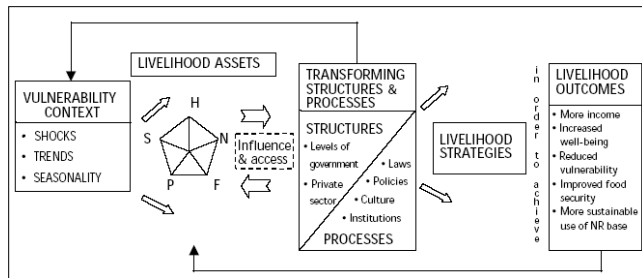 VULNERABILITY
CONTEXT
• SHOCKS
• TRENDS
• SEASONALITY
LIVELIHOOD ASSETS
H
S
N
P
F
Influence
& access
TRANSFORMING
STRUCTURES &
PROCESSES
STRUCTURES
• Levels of
government
• Private
sector
• Laws
• Policies
• Culture
• Institutions
PROCESSES
LIVELIHOOD
STRATEGIES
in order to achieve
LIVELIHOOD
OUTCOMES
• More income
• Increased
well-being
• Reduced
vulnerability
• Improved food
security
• More sustainable
use of NR base